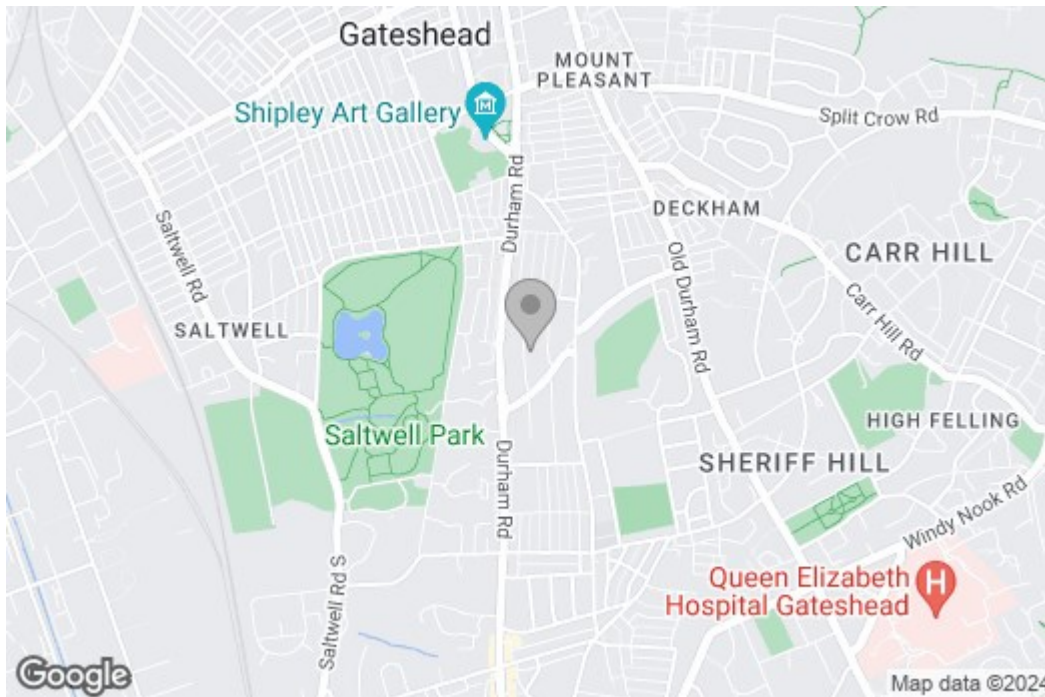 Gateshead
MOUNT
PLEASANT
Shipley Art Gallery
Split Crow Rd
Durham Rd
DECKHAM
Saltwell Rd
Old Durham Rd
CARR HILL
Carr Hill Rd
SALTWELL
HIGH FELLING
Saltwell Park
Durham Rd
SHERIFF HILL
Windy Nook Rd
Saltwell Rd S
Queen Elizabeth
Hospital Gateshead
H
Google
Map data ©2024